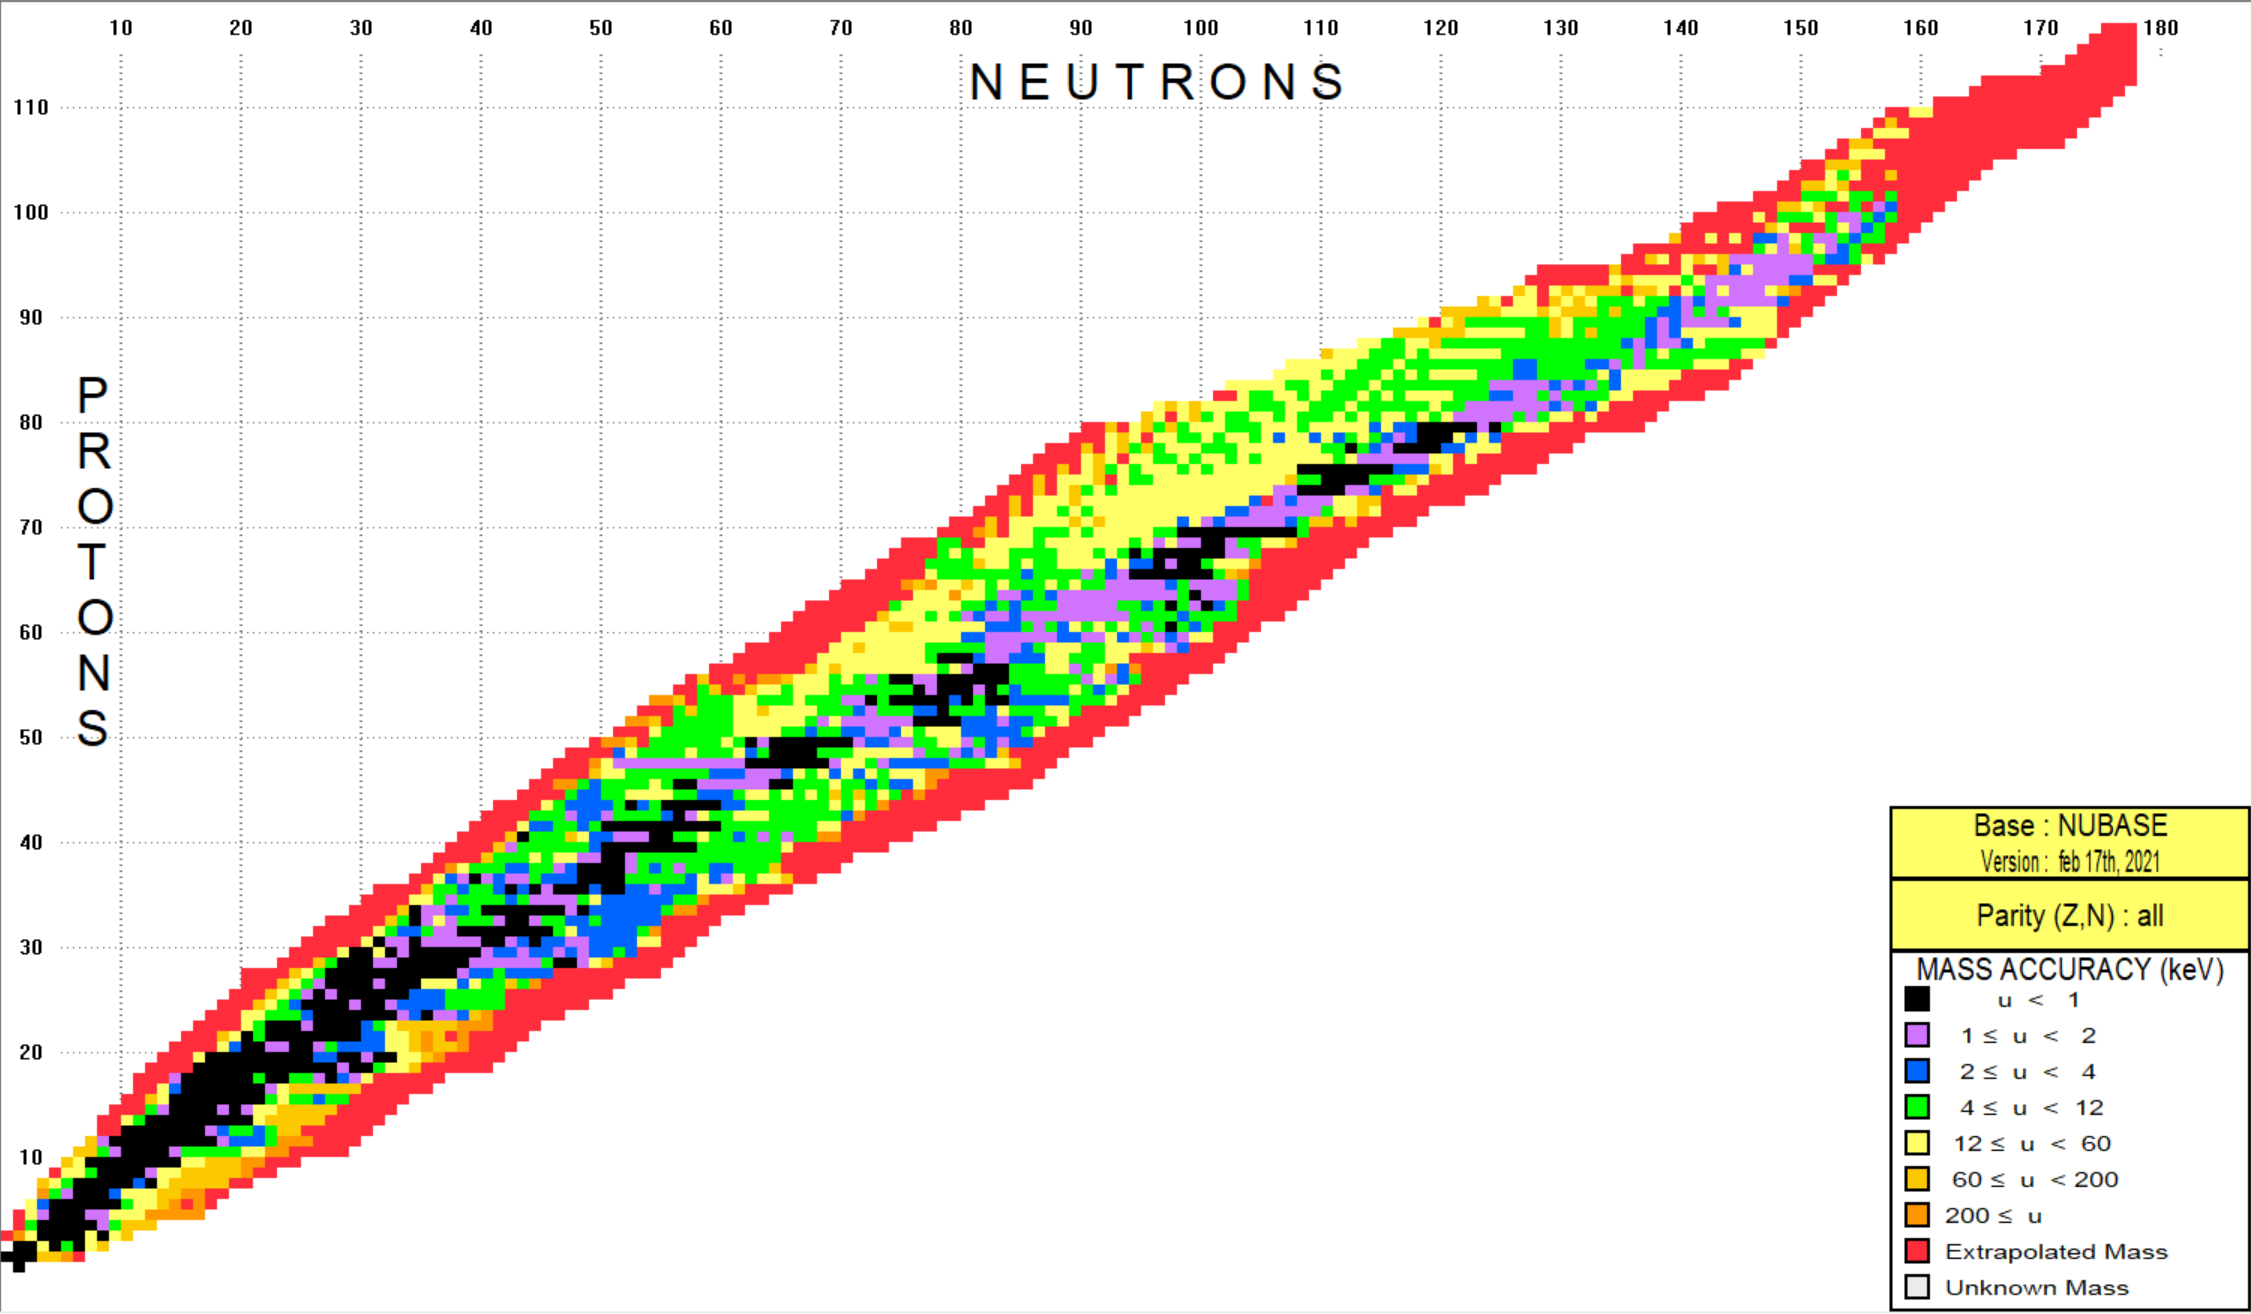 10 20 30 40 50 60 70 80 90 100 110 120 130 140 150 160 170 180
NEUTRONS
110
100
90
80
70
60
50
40
30
20
10
PROTONS
Base : NUBASE
Version : feb 17th, 2021
Parity (Z,N) : all
MASS ACCURACY (keV)
u < 1
1 ≤ u < 2
2 ≤ u < 4
4 ≤ u < 12
12 ≤ u < 60
60 ≤ u < 200
200 ≤ u
Extrapolated Mass
Unknown Mass